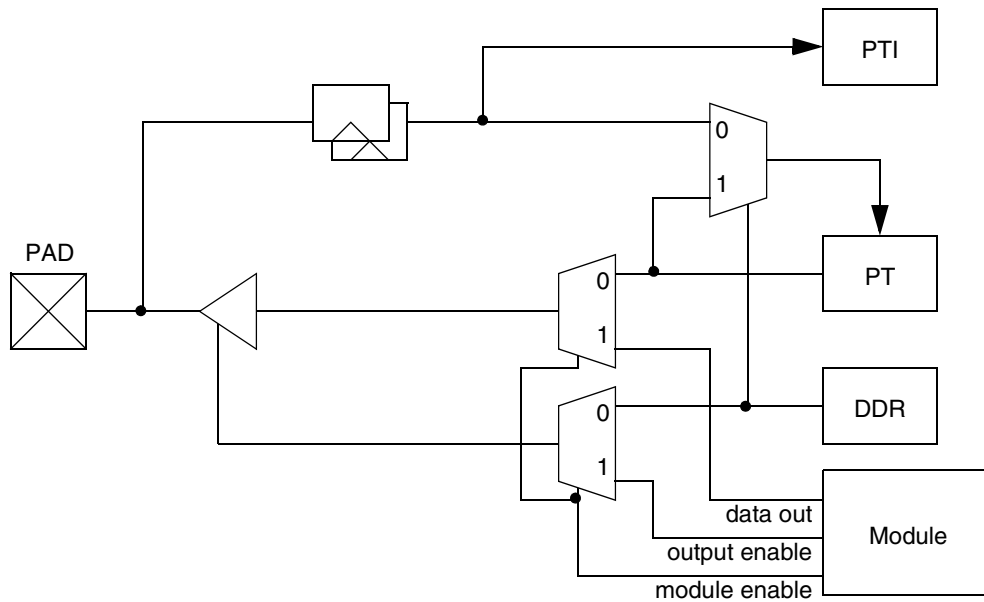 PTI
0
1
PAD
0
PT
1
0
DDR
1
data out
Module
output enable
module enable